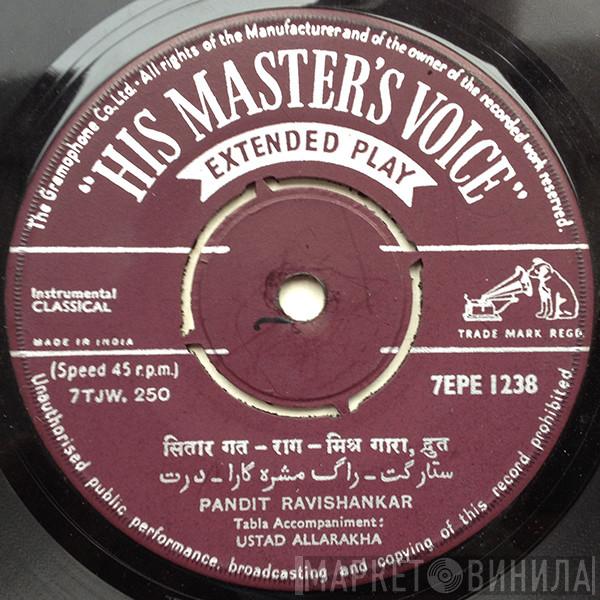 The Gramophone Co. Ltd. All rights of the Manufacturer and of the owner of the recorded work reserved.
"HIS MASTER'S VOICE"
EXTENDED PLAY
Instrumental
CLASSICAL
MADE IN INDIA
TRADE MARK REGD.
(Speed 45 r.p.m.)
7TJW. 250
7EPE 1238
सितार गत - राग - मिश्र गारा, द्रुत
ستار گت - راگ مشرہ گارا - درت
PANDIT RAVISHANKAR
Tabla Accompaniment:
USTAD ALLARAKHA
Unauthorised public performance, broadcasting and copying of this record prohibited.
МАРКЕТ ВИНИЛА